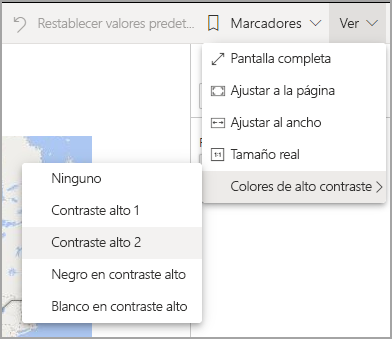 Restablecer valores predet...
Marcadores
Ver
Pantalla completa
Ajustar a la página
Ajustar al ancho
Tamaño real
Colores de alto contraste
Ninguno
Contraste alto 1
Contraste alto 2
Negro en contraste alto
Blanco en contraste alto